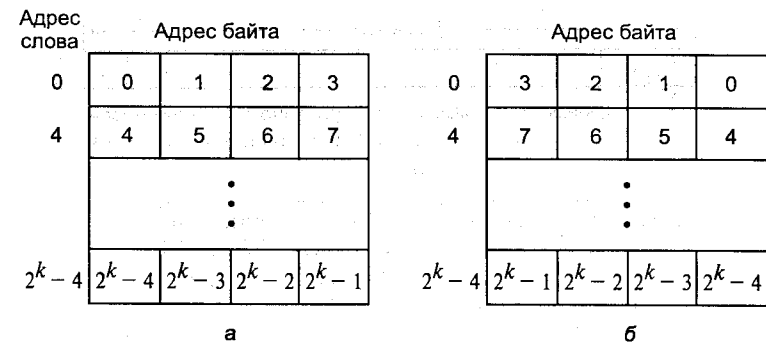 Адрес слова Адрес байта Адрес байта
0 0 1 2 3 0 3 2 1 0
4 4 5 6 7 4 7 6 5 4
2^k – 4 2^k – 4 2^k – 3 2^k – 2 2^k – 1 2^k – 4 2^k – 1 2^k – 2 2^k – 3 2^k – 4
а б